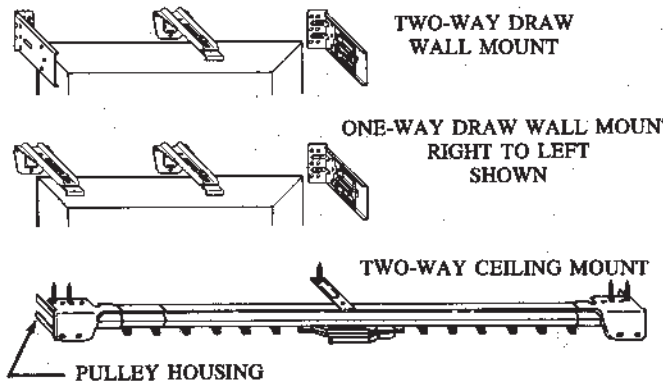 TWO-WAY DRAW
WALL MOUNT
ONE-WAY DRAW WALL MOUNT
RIGHT TO LEFT
SHOWN
TWO-WAY CEILING MOUNT
PULLEY HOUSING